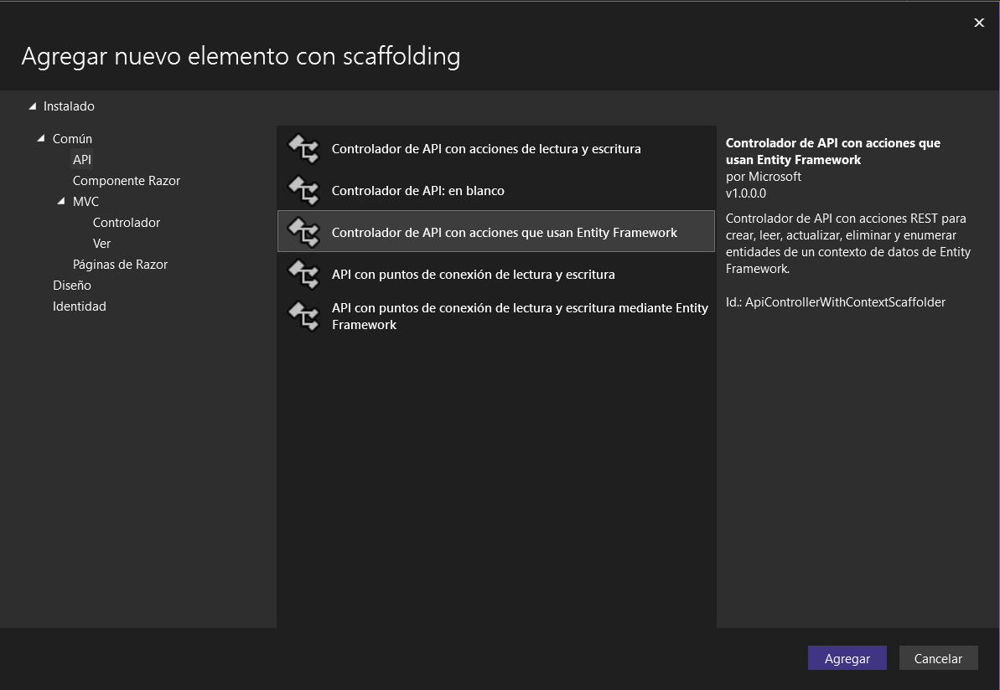 Agregar nuevo elemento con scaffolding
Instalado
Común
API
Componente Razor
MVC
Controlador
Ver
Páginas de Razor
Diseño
Identidad
Controlador de API con acciones de lectura y escritura
Controlador de API: en blanco
Controlador de API con acciones que usan Entity Framework
API con puntos de conexión de lectura y escritura
API con puntos de conexión de lectura y escritura mediante Entity
Framework
Controlador de API con acciones que
usan Entity Framework
por Microsoft
v1.0.0.0
Controlador de API con acciones REST para
crear, leer, actualizar, eliminar y enumerar
entidades de un contexto de datos de Entity
Framework.
Id.: ApiControllerWithContextScaffolder
Agregar
Cancelar